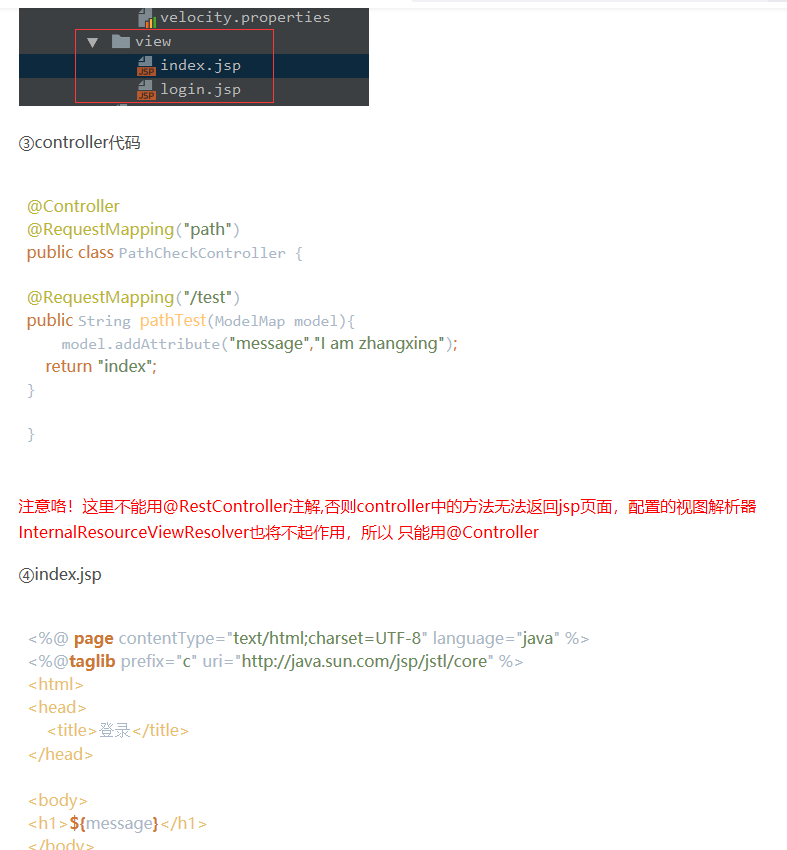 velocity.properties
view
JSP index.jsp
JSP login.jsp
③controller代码
@Controller
@RequestMapping("path")
public class PathCheckController {
@RequestMapping("/test")
public String pathTest(ModelMap model){
model.addAttribute("message","I am zhangxing");
return "index";
}
}
注意咯！这里不能用@RestController注解,否则controller中的方法无法返回jsp页面，配置的视图解析器
InternalResourceViewResolver也将不起作用，所以 只能用@Controller
④index.jsp
<%@ page contentType="text/html;charset=UTF-8" language="java" %>
<%@taglib prefix="c" uri="http://java.sun.com/jsp/jstl/core" %>
<html>
<head>
<title>登录</title>
</head>
<body>
<h1>${message}</h1>
</body>